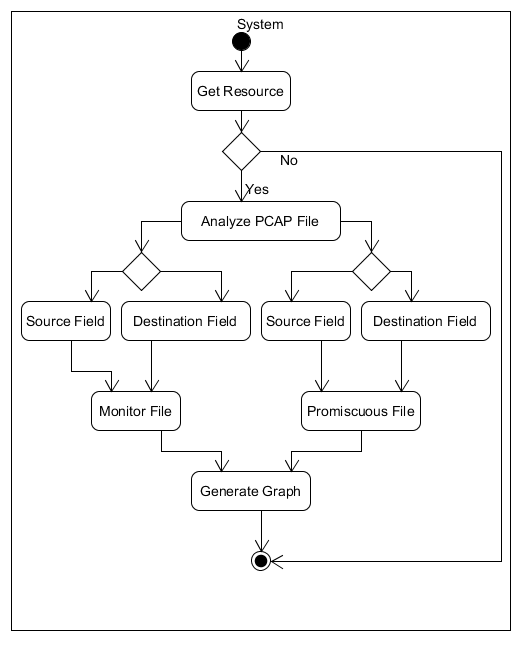 System
Get Resource
No
Yes
Analyze PCAP File
Source Field
Destination Field
Source Field
Destination Field
Monitor File
Promiscuous File
Generate Graph